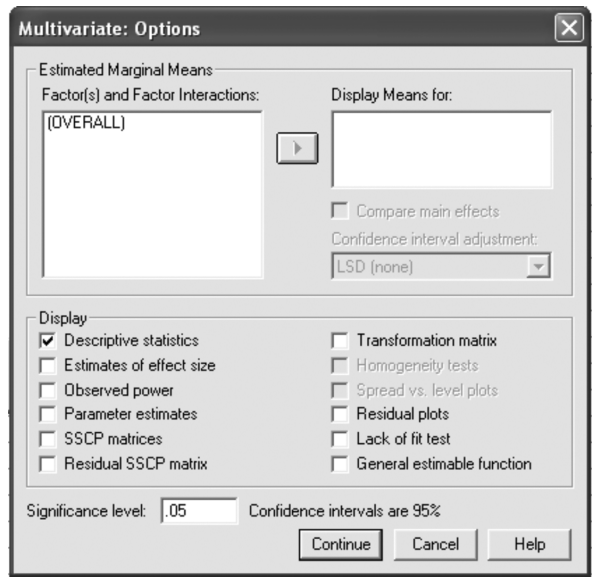 Multivariate: Options
Estimated Marginal Means
Factor(s) and Factor Interactions:
(OVERALL)
Display Means for:
Compare main effects
Confidence interval adjustment:
LSD (none)
Display
Descriptive statistics
Estimates of effect size
Observed power
Parameter estimates
SSCP matrices
Residual SSCP matrix
Transformation matrix
Homogeneity tests
Spread vs. level plots
Residual plots
Lack of fit test
General estimable function
Significance level: .05 Confidence intervals are 95%
Continue Cancel Help